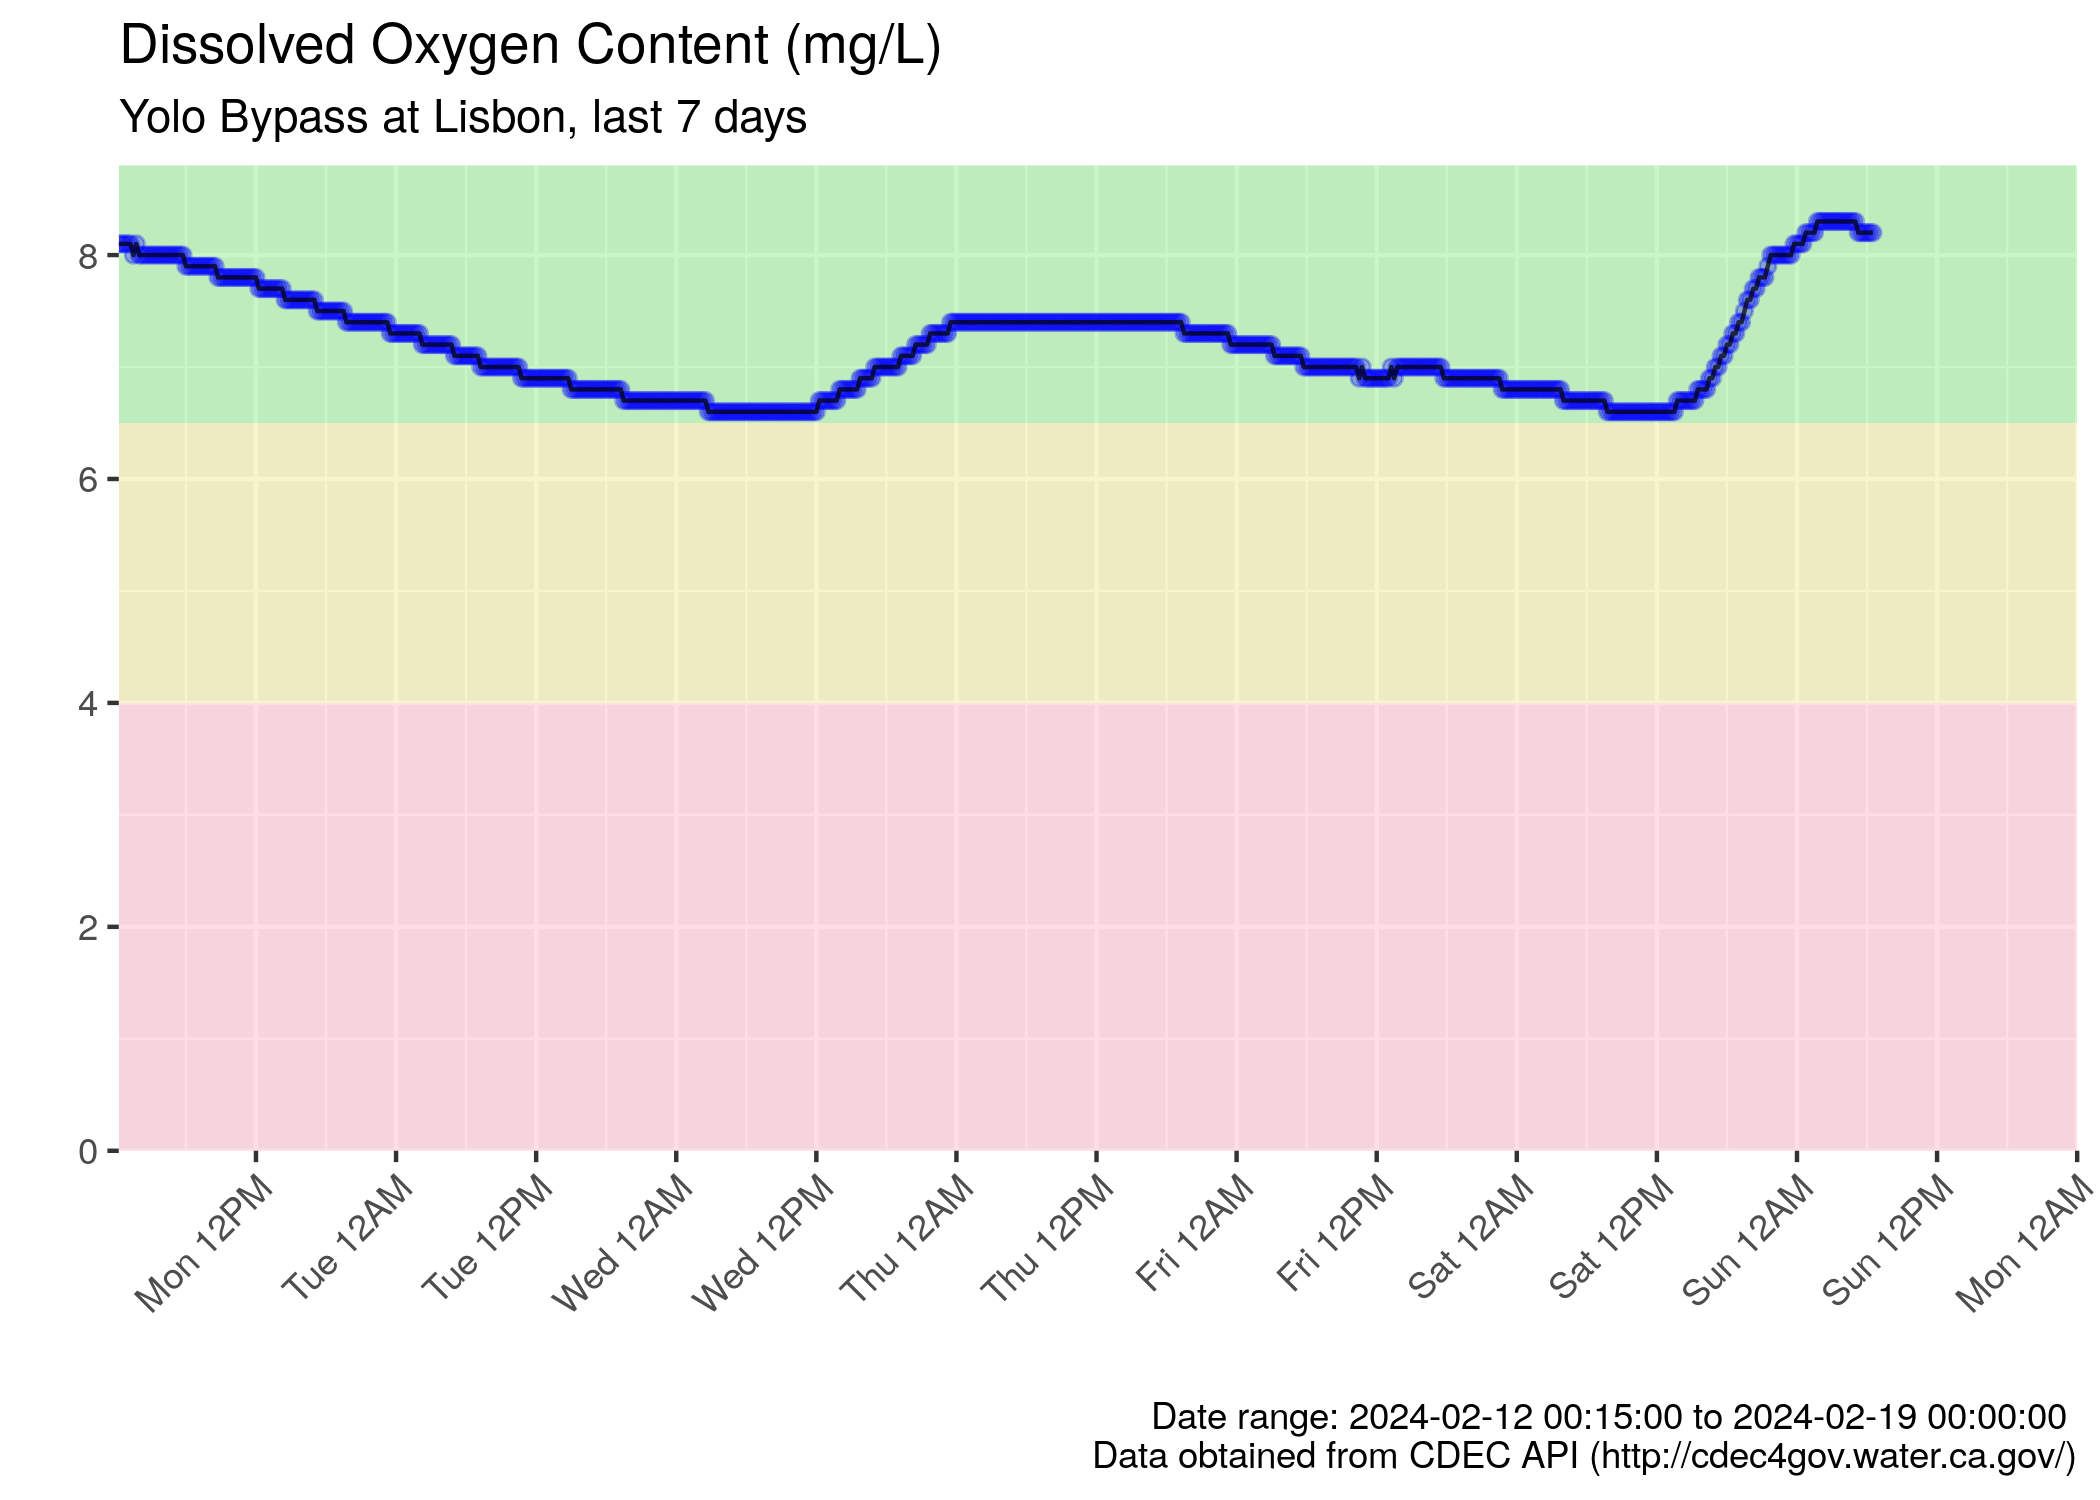 Dissolved Oxygen Content (mg/L)
Yolo Bypass at Lisbon, last 7 days
8
6
4
2
0
Mon 12PM
Tue 12AM
Tue 12PM
Wed 12AM
Wed 12PM
Thu 12AM
Thu 12PM
Fri 12AM
Fri 12PM
Sat 12AM
Sat 12PM
Sun 12AM
Sun 12PM
Mon 12AM
Date range: 2024-02-12 00:15:00 to 2024-02-19 00:00:00
Data obtained from CDEC API (http://cdec4gov.water.ca.gov/)